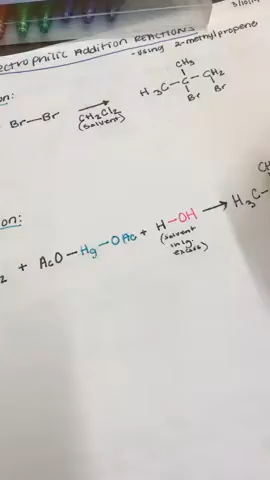 ectrophilic Addition Reactions
-using 2-methylpropene
on:
Br—Br
CH2Cl2
(solvent)
CH3
H3C—C—CH2
Br Br
on:
2 + AcO—Hg—OAc + H—OH
(solvent
in lg.
excess)
H3C